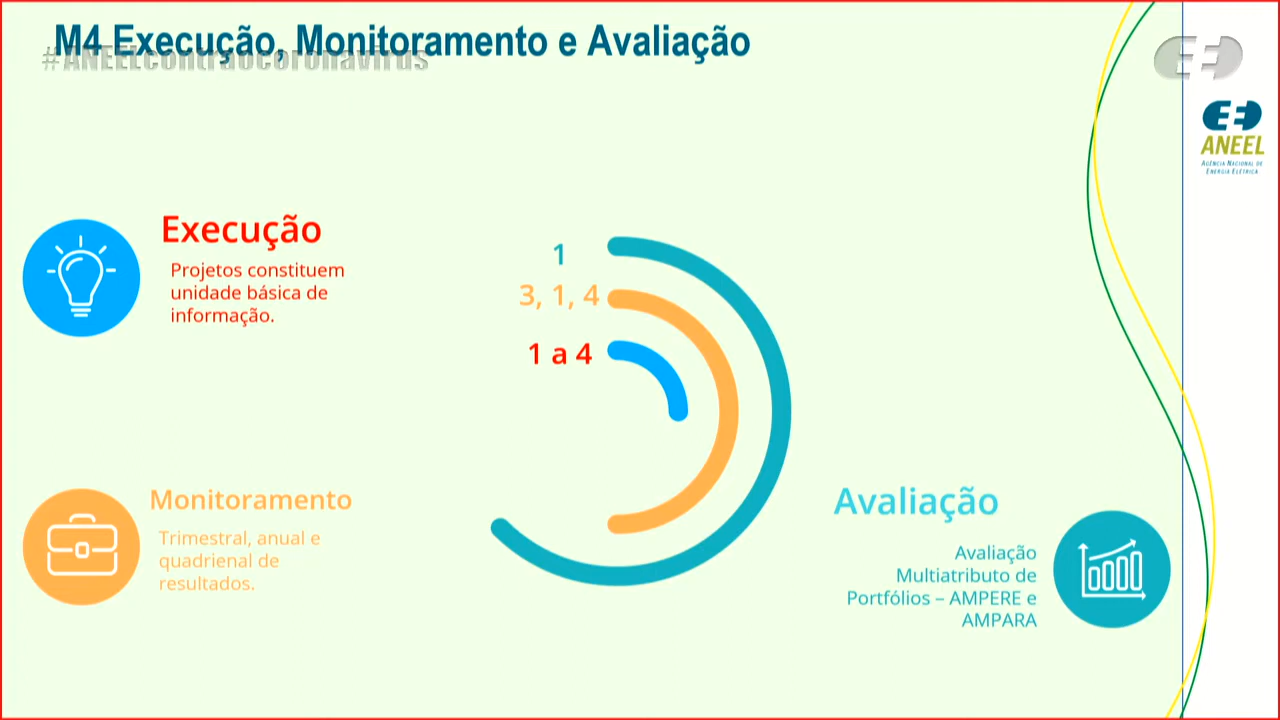 M4 Execução, Monitoramento e Avaliação
#ANEELcontraocoronavírus
ANEEL
AGÊNCIA NACIONAL DE
ENERGIA ELÉTRICA
Execução
Projetos constituem
unidade básica de
informação.
1
3, 1, 4
1 a 4
Monitoramento
Trimestral, anual e
quadrienal de
resultados.
Avaliação
Avaliação
Multiatributo de
Portfólios – AMPERE e
AMPARA